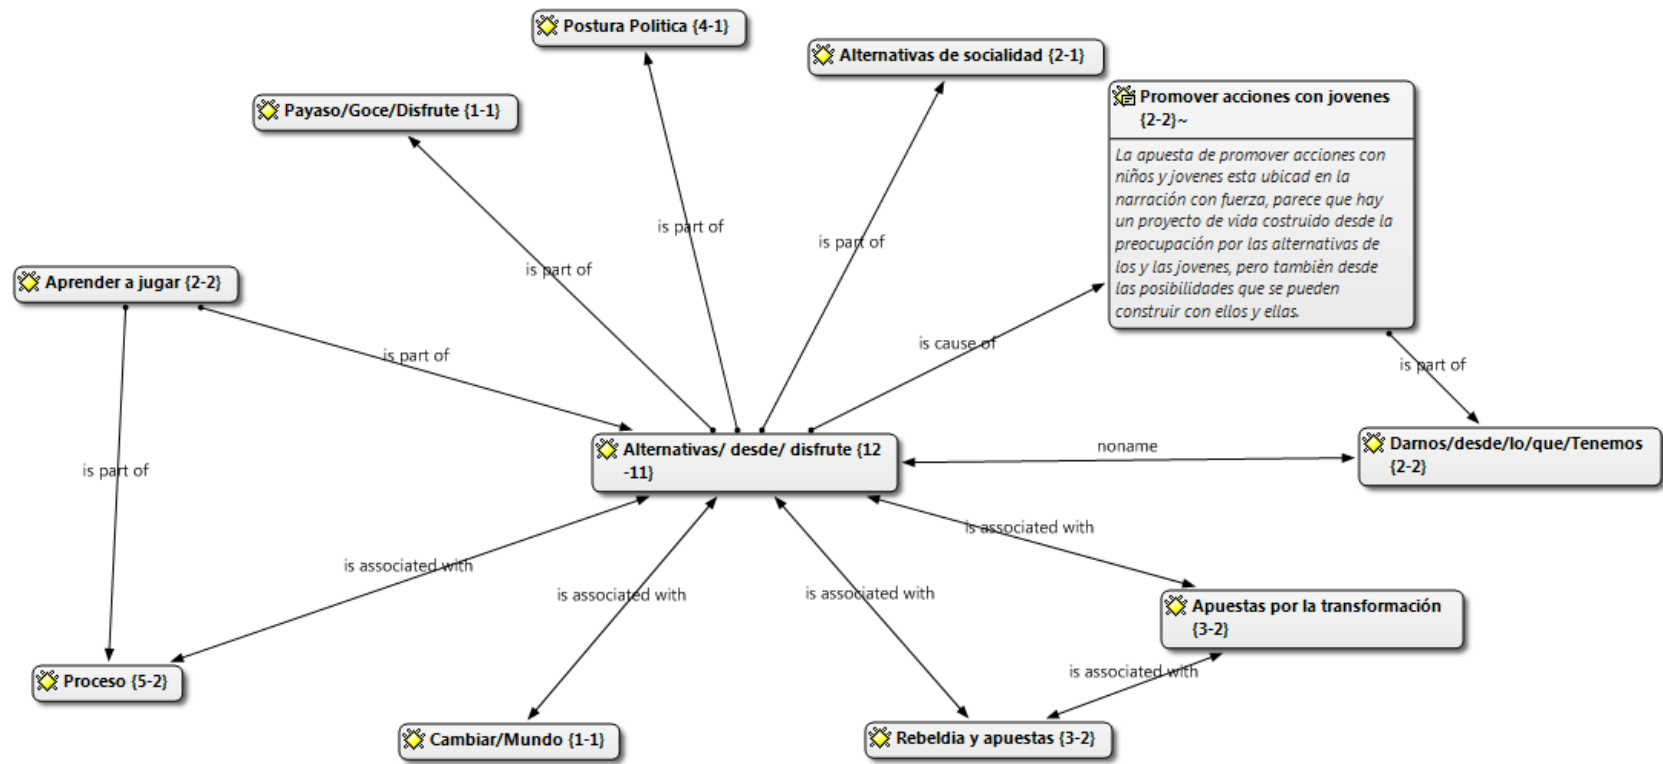 Postura Politica {4-1}
Alternativas de socialidad {2-1}
Payaso/Goce/Disfrute {1-1}
Promover acciones con jovenes
{2-2}~
La apuesta de promover acciones con
niños y jovenes esta ubicad en la
narración con fuerza, parece que hay
un proyecto de vida costruido desde la
preocupación por las alternativas de
los y las jovenes, pero tambièn desde
las posibilidades que se pueden
construir con ellos y ellas.
is part of
is part of
is part of
Aprender a jugar {2-2}
is part of
is cause of
is part of
Alternativas/ desde/ disfrute {12
-11}
noname
Darnos/desde/lo/que/Tenemos
{2-2}
is part of
is associated with
is associated with
is associated with
is associated with
Apuestas por la transformación
{3-2}
is associated with
Proceso {5-2}
Cambiar/Mundo {1-1}
Rebeldia y apuestas {3-2}